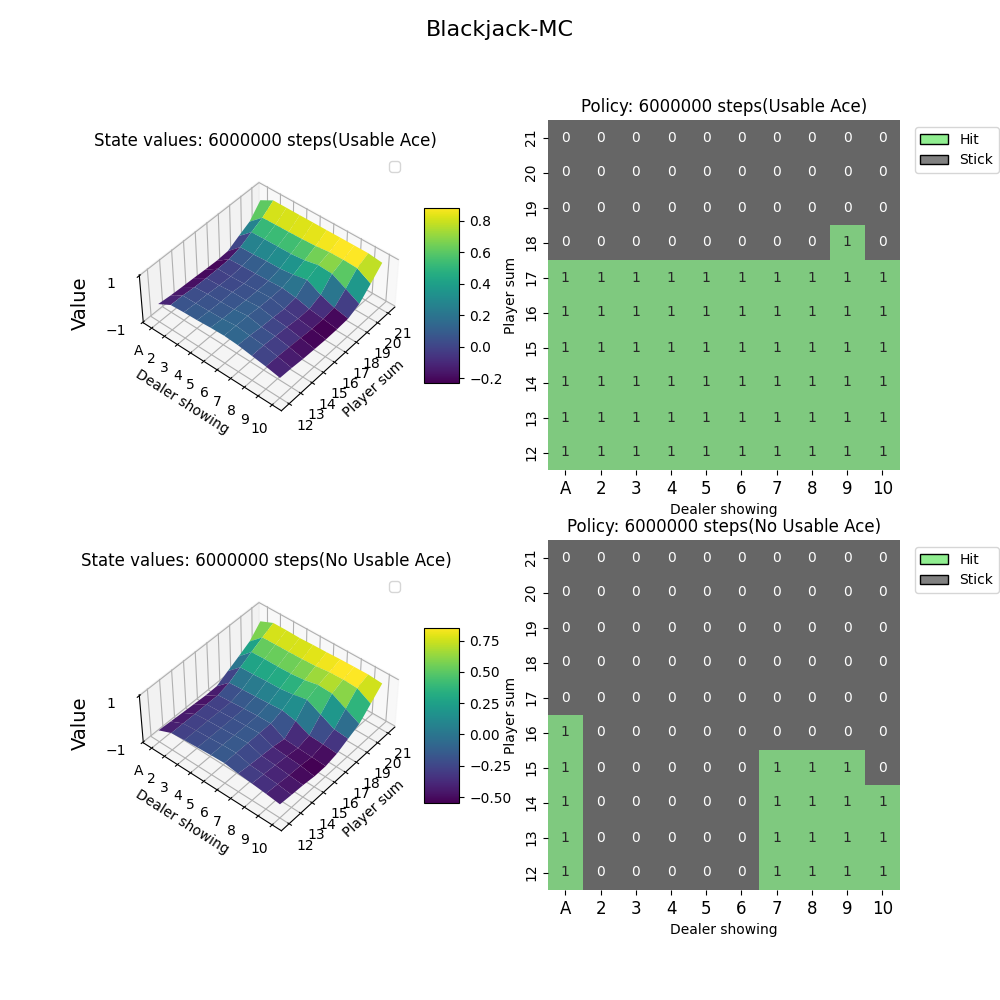 Blackjack-MC
State values: 6000000 steps(Usable Ace)
1
−1
Value
A 2 3 4 5 6 7 8 9 10
Dealer showing
12 13 14 15 16 17 18 19 20 21
Player sum
0.8
0.6
0.4
0.2
0.0
−0.2
Policy: 6000000 steps(Usable Ace)
Player sum
21 0 0 0 0 0 0 0 0 0 0
20 0 0 0 0 0 0 0 0 0 0
19 0 0 0 0 0 0 0 0 0 0
18 0 0 0 0 0 0 0 0 1 0
17 1 1 1 1 1 1 1 1 1 1
16 1 1 1 1 1 1 1 1 1 1
15 1 1 1 1 1 1 1 1 1 1
14 1 1 1 1 1 1 1 1 1 1
13 1 1 1 1 1 1 1 1 1 1
12 1 1 1 1 1 1 1 1 1 1
A 2 3 4 5 6 7 8 9 10
Dealer showing
Hit
Stick
State values: 6000000 steps(No Usable Ace)
1
−1
Value
A 2 3 4 5 6 7 8 9 10
Dealer showing
12 13 14 15 16 17 18 19 20 21
Player sum
0.75
0.50
0.25
0.00
−0.25
−0.50
Policy: 6000000 steps(No Usable Ace)
Player sum
21 0 0 0 0 0 0 0 0 0 0
20 0 0 0 0 0 0 0 0 0 0
19 0 0 0 0 0 0 0 0 0 0
18 0 0 0 0 0 0 0 0 0 0
17 0 0 0 0 0 0 0 0 0 0
16 1 0 0 0 0 0 0 0 0 0
15 1 0 0 0 0 0 1 1 1 0
14 1 0 0 0 0 0 1 1 1 1
13 1 0 0 0 0 0 1 1 1 1
12 1 0 0 0 0 0 1 1 1 1
A 2 3 4 5 6 7 8 9 10
Dealer showing
Hit
Stick